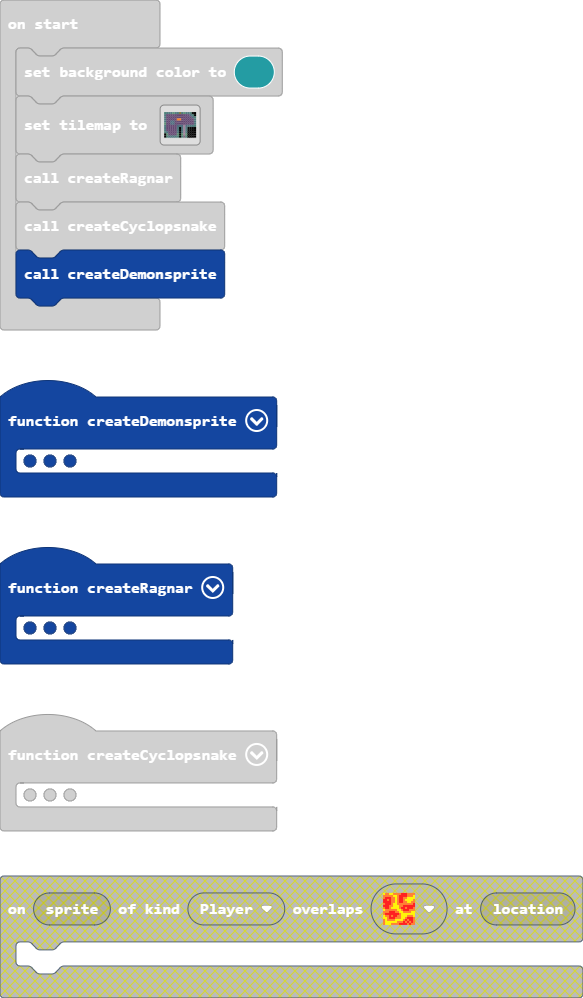 on start
set background color to
set tilemap to
call createRagnar
call createCyclopsnake
call createDemonsprite
function createDemonsprite
function createRagnar
function createCyclopsnake
on sprite of kind Player overlaps at location